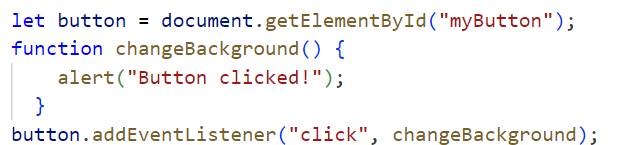 let button = document.getElementById("myButton");
function changeBackground() {
    alert("Button clicked!");
  }
button.addEventListener("click", changeBackground);